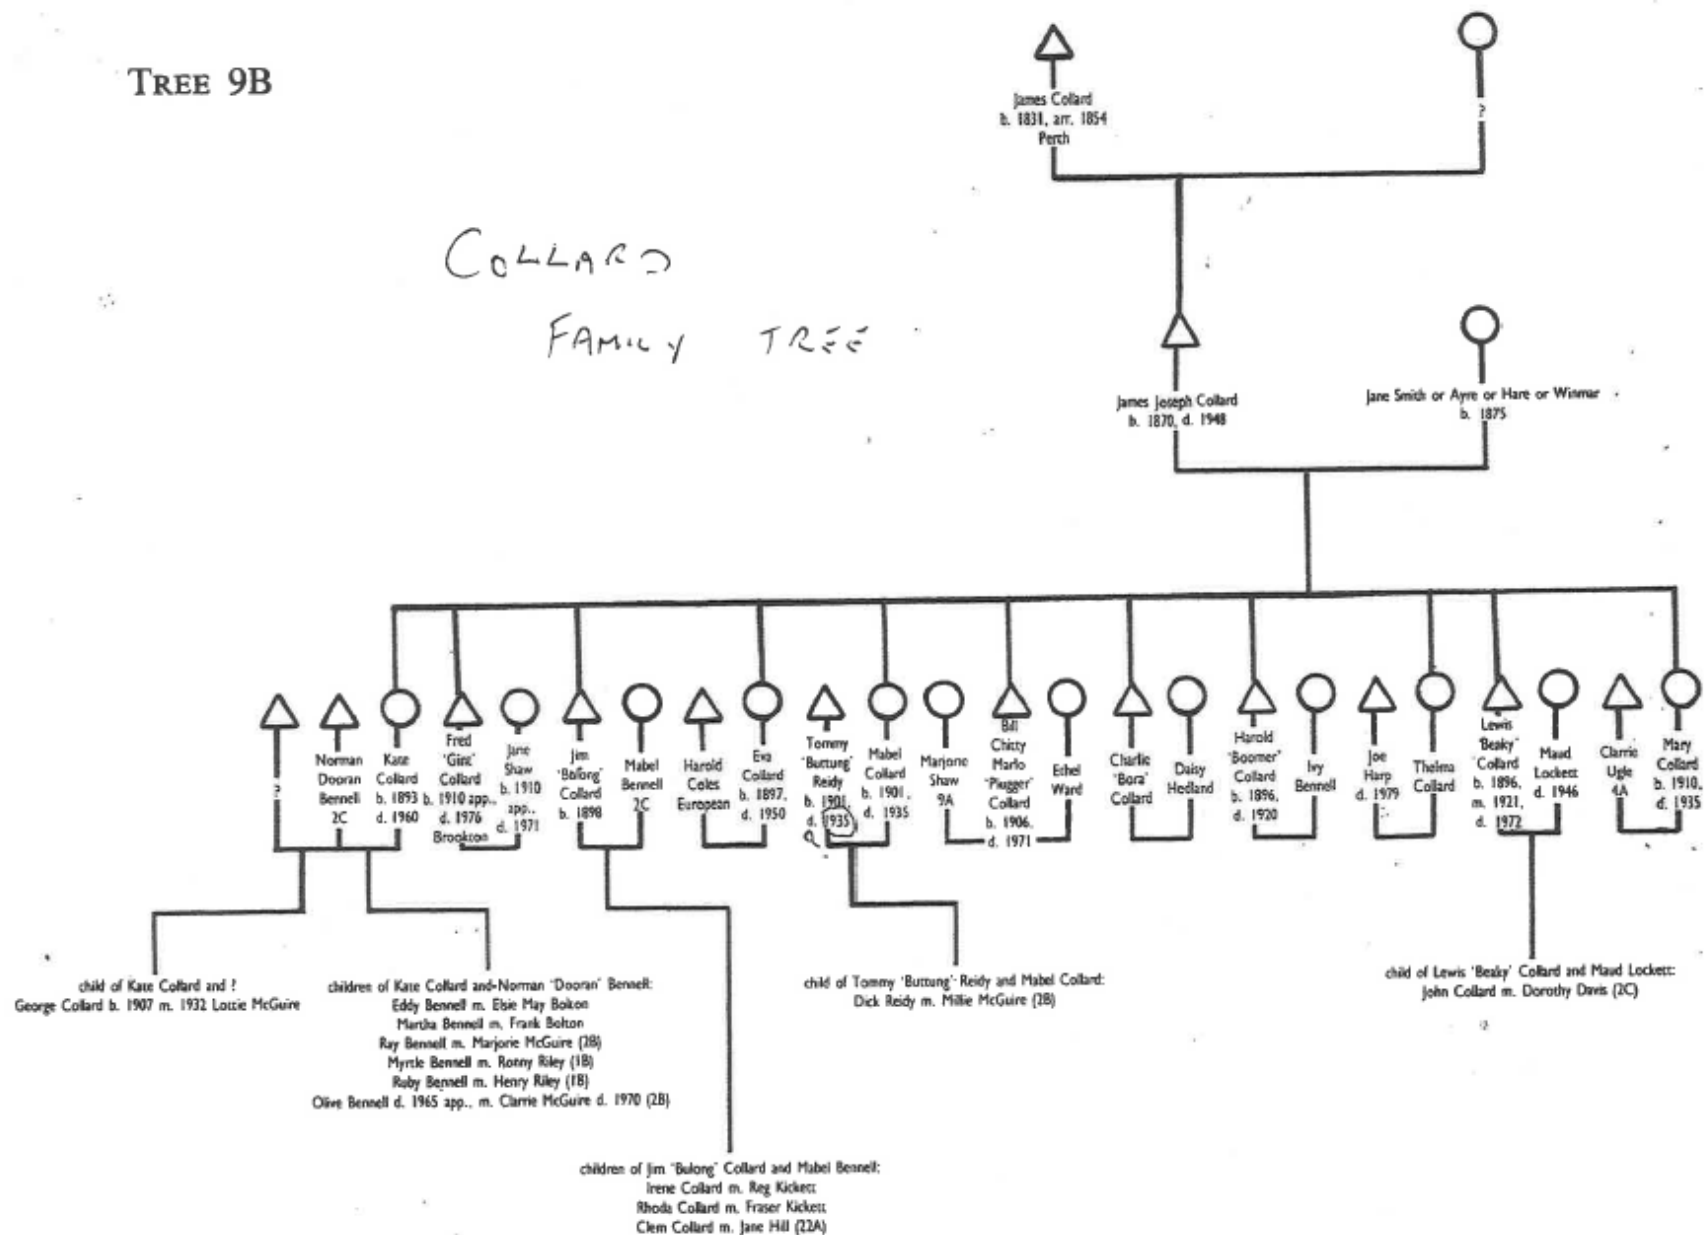 TREE 9B
COLLARD
FAMILY TREE
James Collard
b. 1831, arr. 1854
Perth
?
James Joseph Collard
b. 1870, d. 1948
Jane Smith or Ayre or Hare or Winmar
b. 1875
?
Norman
Dooran
Bennell
2C
Kate
Collard
b. 1893
d. 1960
Fred
'Gint'
Collard
b. 1910 app.,
d. 1976
Brookton
Jane
Shaw
b. 1910
app.,
d. 1971
Jim
Collard
b. 1898
Mabel
Bennell
2C
Harold
Coles
European
Eva
Collard
b. 1897,
d. 1950
Tommy
'Buttung'
Reidy
b. 1901,
d. 1935
Mabel
Collard
b. 1901,
d. 1935
Marjorie
Shaw
9A
Bill
Chitty
Marlo
'Plugger'
Collard
b. 1906,
d. 1971
Ethel
Ward
Charlie
'Bora'
Collard
Daisy
Hedland
Harold
'Boomer'
Collard
b. 1896,
d. 1920
Ivy
Bennell
Joe
Harp
d. 1979
Thelma
Collard
Lewis
'Beaky'
Collard
b. 1896,
m. 1921,
d. 1972
Maud
Lockett
d. 1946
Clarrie
Ugle
4A
Mary
Collard
b. 1910,
d. 1935
child of Kate Collard and ?
George Collard b. 1907 m. 1932 Lottie McGuire
children of Kate Collard and Norman 'Dooran' Bennell:
Eddy Bennell m. Elsie May Bolton
Martha Bennell m. Frank Bolton
Ray Bennell m. Marjorie McGuire (2B)
Myrtle Bennell m. Ronny Riley (1B)
Ruby Bennell m. Henry Riley (1B)
Olive Bennell d. 1965 app., m. Clarrie McGuire d. 1970 (2B)
child of Tommy 'Buttung' Reidy and Mabel Collard:
Dick Reidy m. Millie McGuire (2B)
child of Lewis 'Beaky' Collard and Maud Lockett:
John Collard m. Dorothy Davis (2C)
children of Jim 'Bulong' Collard and Mabel Bennell:
Irene Collard m. Reg Kickett
Rhoda Collard m. Fraser Kickett
Clem Collard m. Jane Hill (22A)